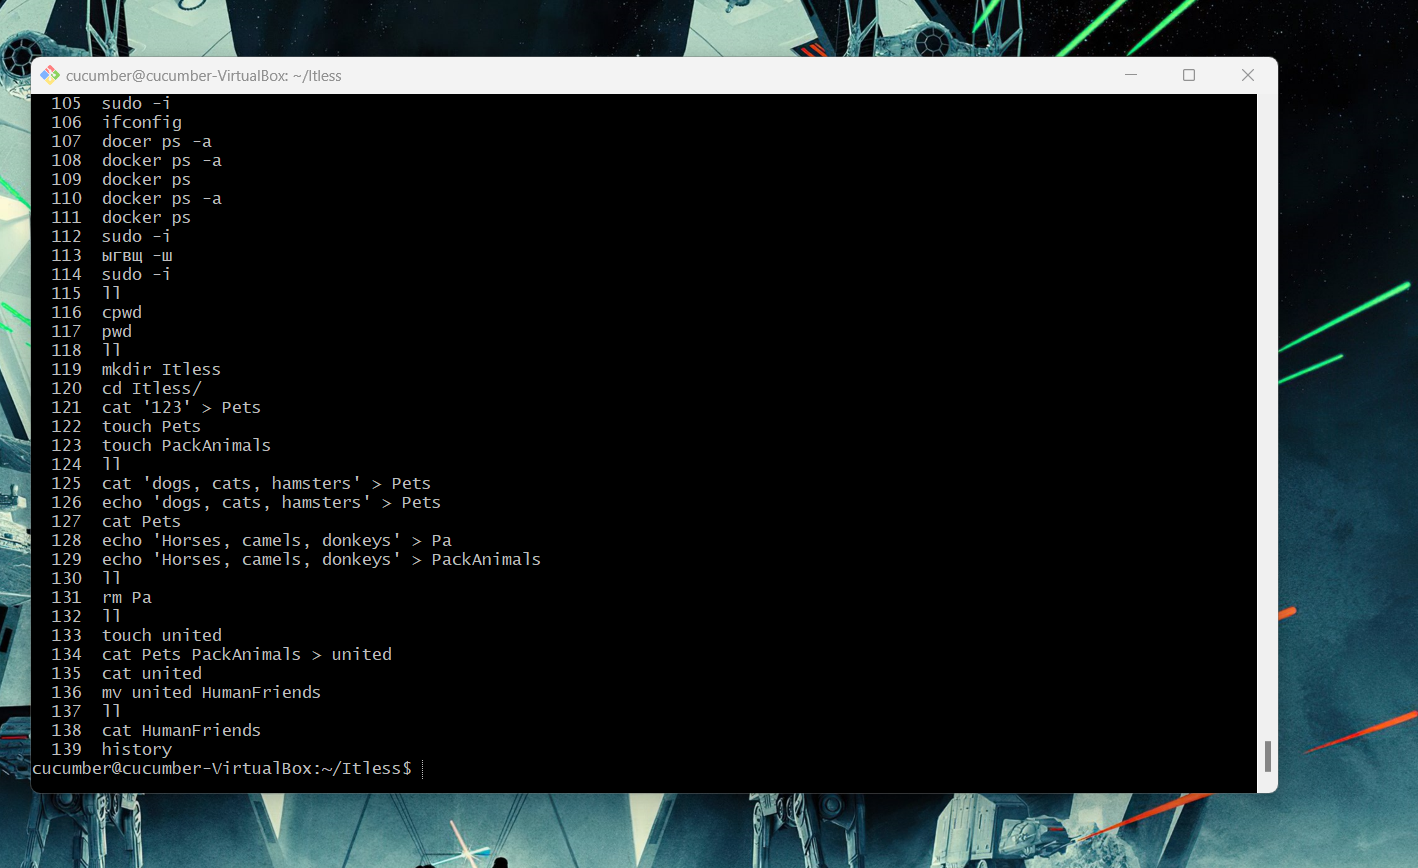 cucumber@cucumber-VirtualBox: ~/Itless
105 sudo -i
106 ifconfig
107 docer ps -a
108 docker ps -a
109 docker ps
110 docker ps -a
111 docker ps
112 sudo -i
113 ыгвщ -ш
114 sudo -i
115 ll
116 cpwd
117 pwd
118 ll
119 mkdir Itless
120 cd Itless/
121 cat '123' > Pets
122 touch Pets
123 touch PackAnimals
124 ll
125 cat 'dogs, cats, hamsters' > Pets
126 echo 'dogs, cats, hamsters' > Pets
127 cat Pets
128 echo 'Horses, camels, donkeys' > Pa
129 echo 'Horses, camels, donkeys' > PackAnimals
130 ll
131 rm Pa
132 ll
133 touch united
134 cat Pets PackAnimals > united
135 cat united
136 mv united HumanFriends
137 ll
138 cat HumanFriends
139 history
cucumber@cucumber-VirtualBox:~/Itless$